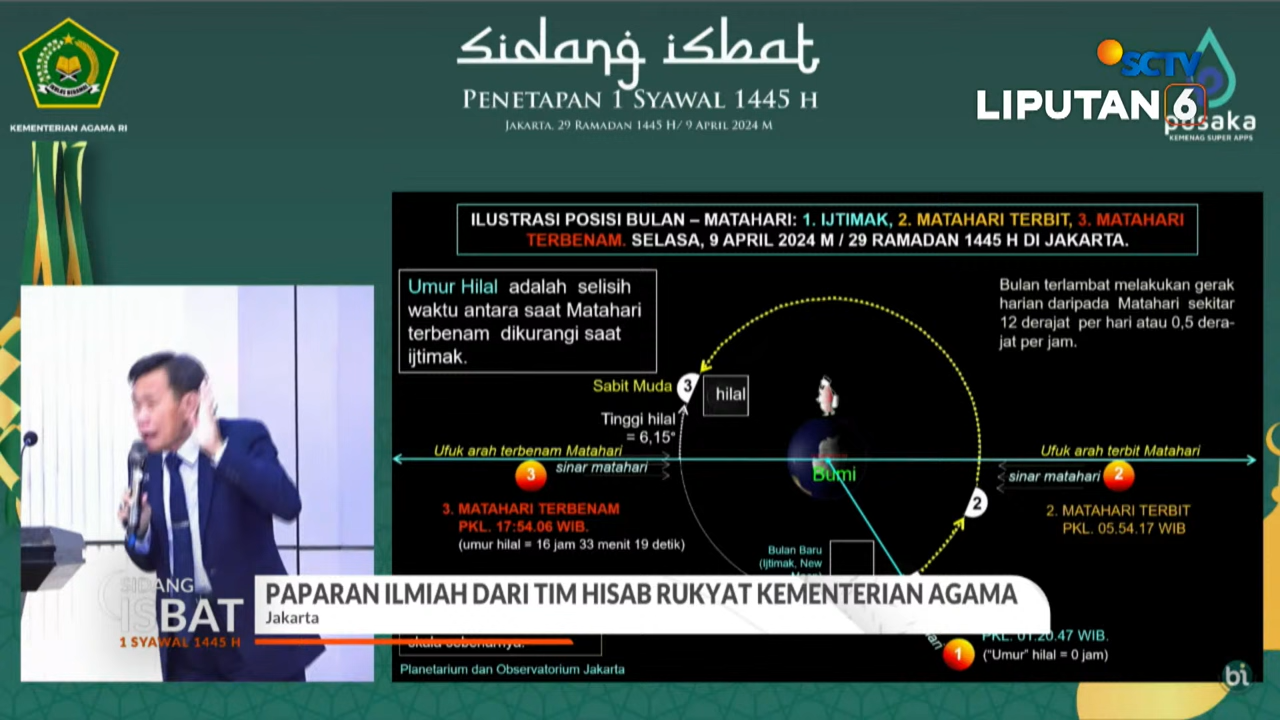 KEMENTERIAN AGAMA RI
sidang isbat
PENETAPAN 1 SYAWAL 1445 H
JAKARTA, 29 RAMADAN 1445 H/ 9 APRIL 2024 M
SCTV
LIPUTAN 6
pusaka
KEMENAG SUPER APPS
ILUSTRASI POSISI BULAN – MATAHARI: 1. IJTIMAK, 2. MATAHARI TERBIT, 3. MATAHARI
TERBENAM. SELASA, 9 APRIL 2024 M / 29 RAMADAN 1445 H DI JAKARTA.
Umur Hilal adalah selisih
waktu antara saat Matahari
terbenam dikurangi saat
ijtimak.
Bulan terlambat melakukan gerak
harian daripada Matahari sekitar
12 derajat per hari atau 0,5 dera-
jat per jam.
Sabit Muda 3
hilal
Tinggi hilal
= 6,15°
Ufuk arah terbenam Matahari
sinar matahari
3
Bumi
Ufuk arah terbit Matahari
sinar matahari
2
2
3. MATAHARI TERBENAM
PKL. 17:54.06 WIB.
(umur hilal = 16 jam 33 menit 19 detik)
2. MATAHARI TERBIT
PKL. 05.54.17 WIB
Bulan Baru
(Ijtimak, New
SIDANG
ISBAT
1 SYAWAL 1445 H
PAPARAN ILMIAH DARI TIM HISAB RUKYAT KEMENTERIAN AGAMA
Jakarta
1
PKL. 01.20.47 WIB.
("Umur" hilal = 0 jam)
Planetarium dan Observatorium Jakarta
bi